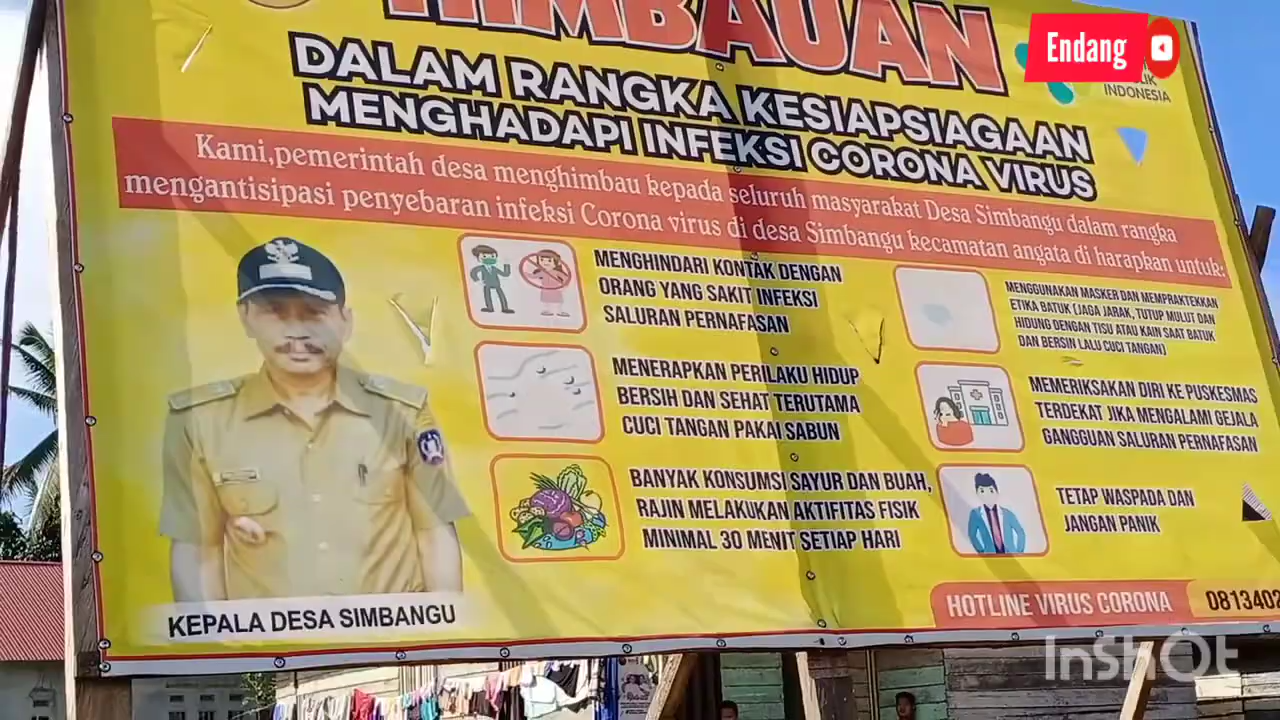 HIMBAUAN
Endang
INDONESIA
DALAM RANGKA KESIAPSIAGAAN
MENGHADAPI INFEKSI CORONA VIRUS
Kami,pemerintah desa menghimbau kepada seluruh masyarakat Desa Simbangu dalam rangka
mengantisipasi penyebaran infeksi Corona virus di desa Simbangu kecamatan angata di harapkan untuk:
MENGHINDARI KONTAK DENGAN
ORANG YANG SAKIT INFEKSI
SALURAN PERNAFASAN
MENERAPKAN PERILAKU HIDUP
BERSIH DAN SEHAT TERUTAMA
CUCI TANGAN PAKAI SABUN
BANYAK KONSUMSI SAYUR DAN BUAH,
RAJIN MELAKUKAN AKTIFITAS FISIK
MINIMAL 30 MENIT SETIAP HARI
MENGGUNAKAN MASKER DAN MEMPRAKTEKKAN
ETIKA BATUK (JAGA JARAK, TUTUP MULUT DAN
HIDUNG DENGAN TISU ATAU KAIN SAAT BATUK
DAN BERSIN LALU CUCI TANGAN)
MEMERIKSAKAN DIRI KE PUSKESMAS
TERDEKAT JIKA MENGALAMI GEJALA
GANGGUAN SALURAN PERNAFASAN
TETAP WASPADA DAN
JANGAN PANIK
KEPALA DESA SIMBANGU
HOTLINE VIRUS CORONA 0813402
InShOt